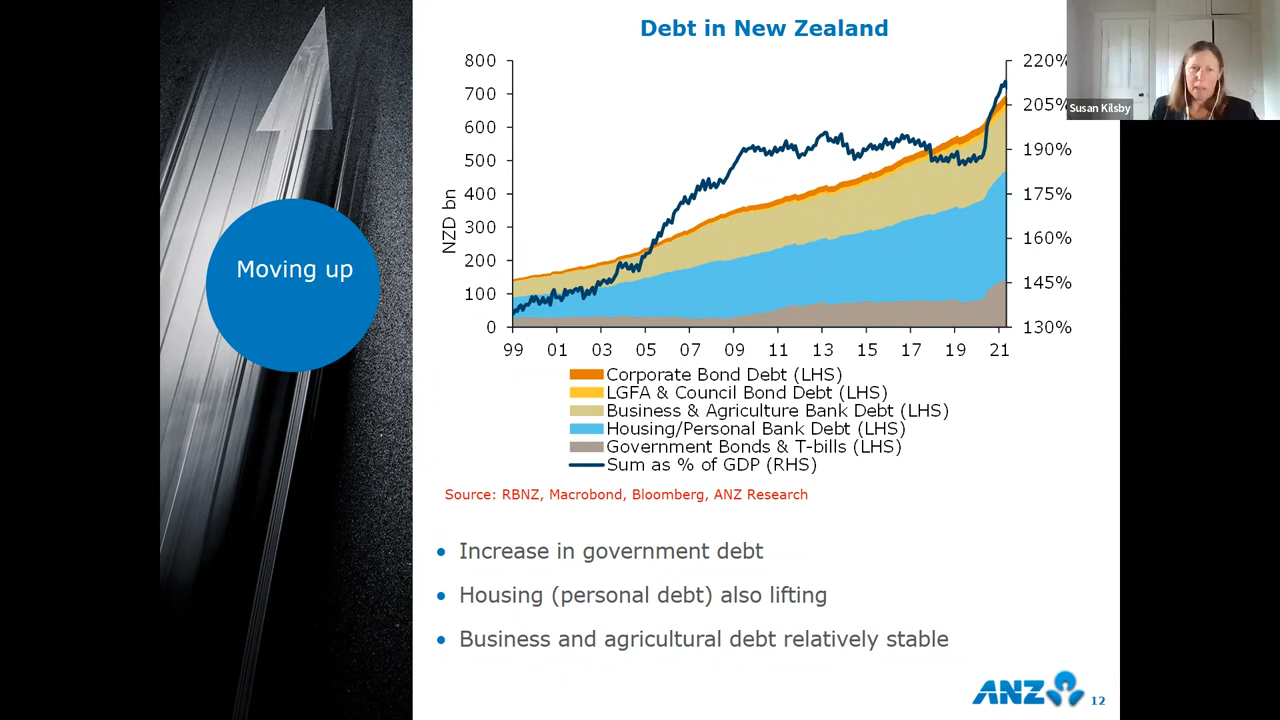 Debt in New Zealand
Moving up
NZD bn
800
700
600
500
400
300
200
100
0
220%
205%
190%
175%
160%
145%
130%
99 01 03 05 07 09 11 13 15 17 19 21
Corporate Bond Debt (LHS)
LGFA & Council Bond Debt (LHS)
Business & Agriculture Bank Debt (LHS)
Housing/Personal Bank Debt (LHS)
Government Bonds & T-bills (LHS)
Sum as % of GDP (RHS)
Source: RBNZ, Macrobond, Bloomberg, ANZ Research
• Increase in government debt
• Housing (personal debt) also lifting
• Business and agricultural debt relatively stable
ANZ
12
Susan Kilsby